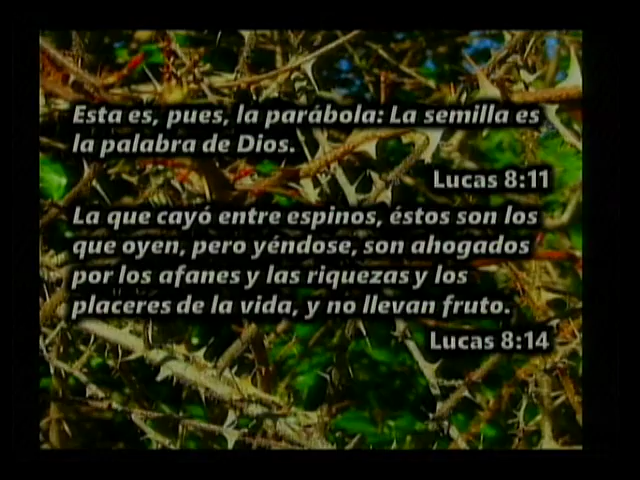 Esta es, pues, la parábola: La semilla es
la palabra de Dios.
Lucas 8:11
La que cayó entre espinos, éstos son los
que oyen, pero yéndose, son ahogados
por los afanes y las riquezas y los
placeres de la vida, y no llevan fruto.
Lucas 8:14